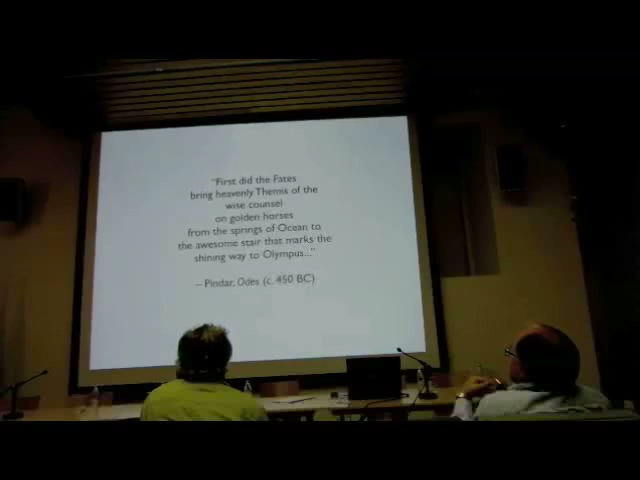 "First did the Fates
bring heavenly Themis of the
wise counsel
on golden horses
from the springs of Ocean to
the awesome stair that marks the
shining way to Olympus..."
– Pindar, Odes (c. 450 BC)